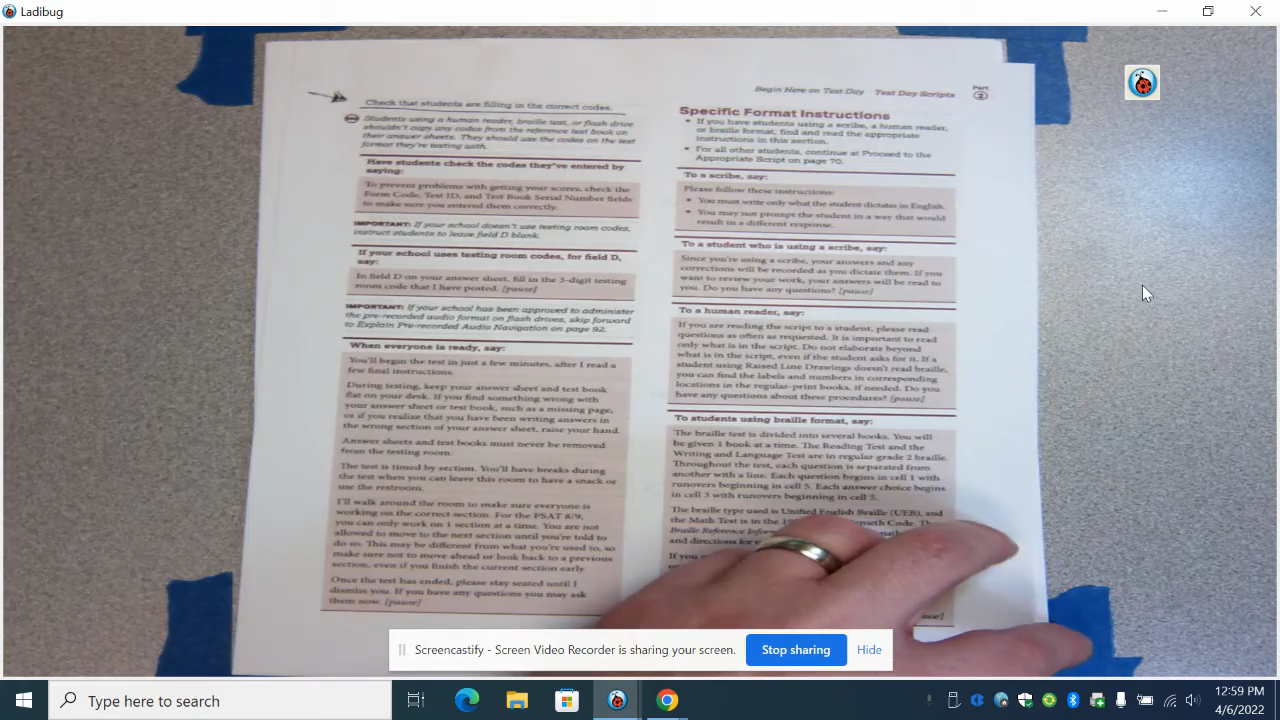 Ladibug
Begin Here on Test Day Test Day Scripts
Part
2
Check that students are filling in the correct codes.
Students using a human reader, braille test, or flash drive
shouldn't copy any codes from the reference test book on
their answer sheets. They should use the codes on the test
format they're testing with.
Have students check the codes they've entered by
saying:
To prevent problems with getting your scores, check the
Form Code, Test ID, and Test Book Serial Number fields
to make sure you entered them correctly.
IMPORTANT: If your school doesn't use testing room codes,
instruct students to leave field D blank.
If your school uses testing room codes, for field D,
say:
In field D on your answer sheet, fill in the 3-digit testing
room code that I have posted. [pause]
IMPORTANT: If your school has been approved to administer
the pre-recorded audio format on flash drives, skip forward
to Explain Pre-recorded Audio Navigation on page 92.
When everyone is ready, say:
You'll begin the test in just a few minutes, after I read a
few final instructions.
During testing, keep your answer sheet and test book
flat on your desk. If you find something wrong with
your answer sheet or test book, such as a missing page,
or if you realize that you have been writing answers in
the wrong section of your answer sheet, raise your hand.
Answer sheets and test books must never be removed
from the testing room.
The test is timed by section. You'll have breaks during
the test when you can leave this room to have a snack or
use the restroom.
I'll walk around the room to make sure everyone is
working on the correct section. For the PSAT 8/9,
you can only work on 1 section at a time. You are not
allowed to move to the next section until you're told to
do so. This may be different from what you're used to, so
make sure not to move ahead or look back to a previous
section, even if you finish the current section early.
Once the test has ended, please stay seated until I
dismiss you. If you have any questions you may ask
them now. [pause]
Specific Format Instructions
• If you have students using a scribe, a human reader,
or braille format, find and read the appropriate
instructions in this section.
• For all other students, continue at Proceed to the
Appropriate Script on page 70.
To a scribe, say:
Please follow these instructions:
• You must write only what the student dictates in English.
• You may not prompt the student in a way that would
result in a different response.
To a student who is using a scribe, say:
Since you're using a scribe, your answers and any
corrections will be recorded as you dictate them. If you
want to review your work, your answers will be read to
you. Do you have any questions? [pause]
To a human reader, say:
If you are reading the script to a student, please read
questions as often as requested. It is important to read
only what is in the script. Do not elaborate beyond
what is in the script, even if the student asks for it. If a
student using Raised Line Drawings doesn't read braille,
you can find the labels and numbers in corresponding
locations in the regular-print books, if needed. Do you
have any questions about these procedures? [pause]
To students using braille format, say:
The braille test is divided into several books. You will
be given 1 book at a time. The Reading Test and the
Writing and Language Test are in regular grade 2 braille.
Throughout the test, each question is separated from
another with a line. Each question begins in cell 1 with
runovers beginning in cell 5. Each answer choice begins
in cell 3 with runovers beginning in cell 5.
The braille type used is Unified English Braille (UEB), and
the Math Test is in the
Braille Reference
and directions for
If you
Screencastify - Screen Video Recorder is sharing your screen. Stop sharing Hide
Type here to search
12:59 PM
4/6/2022